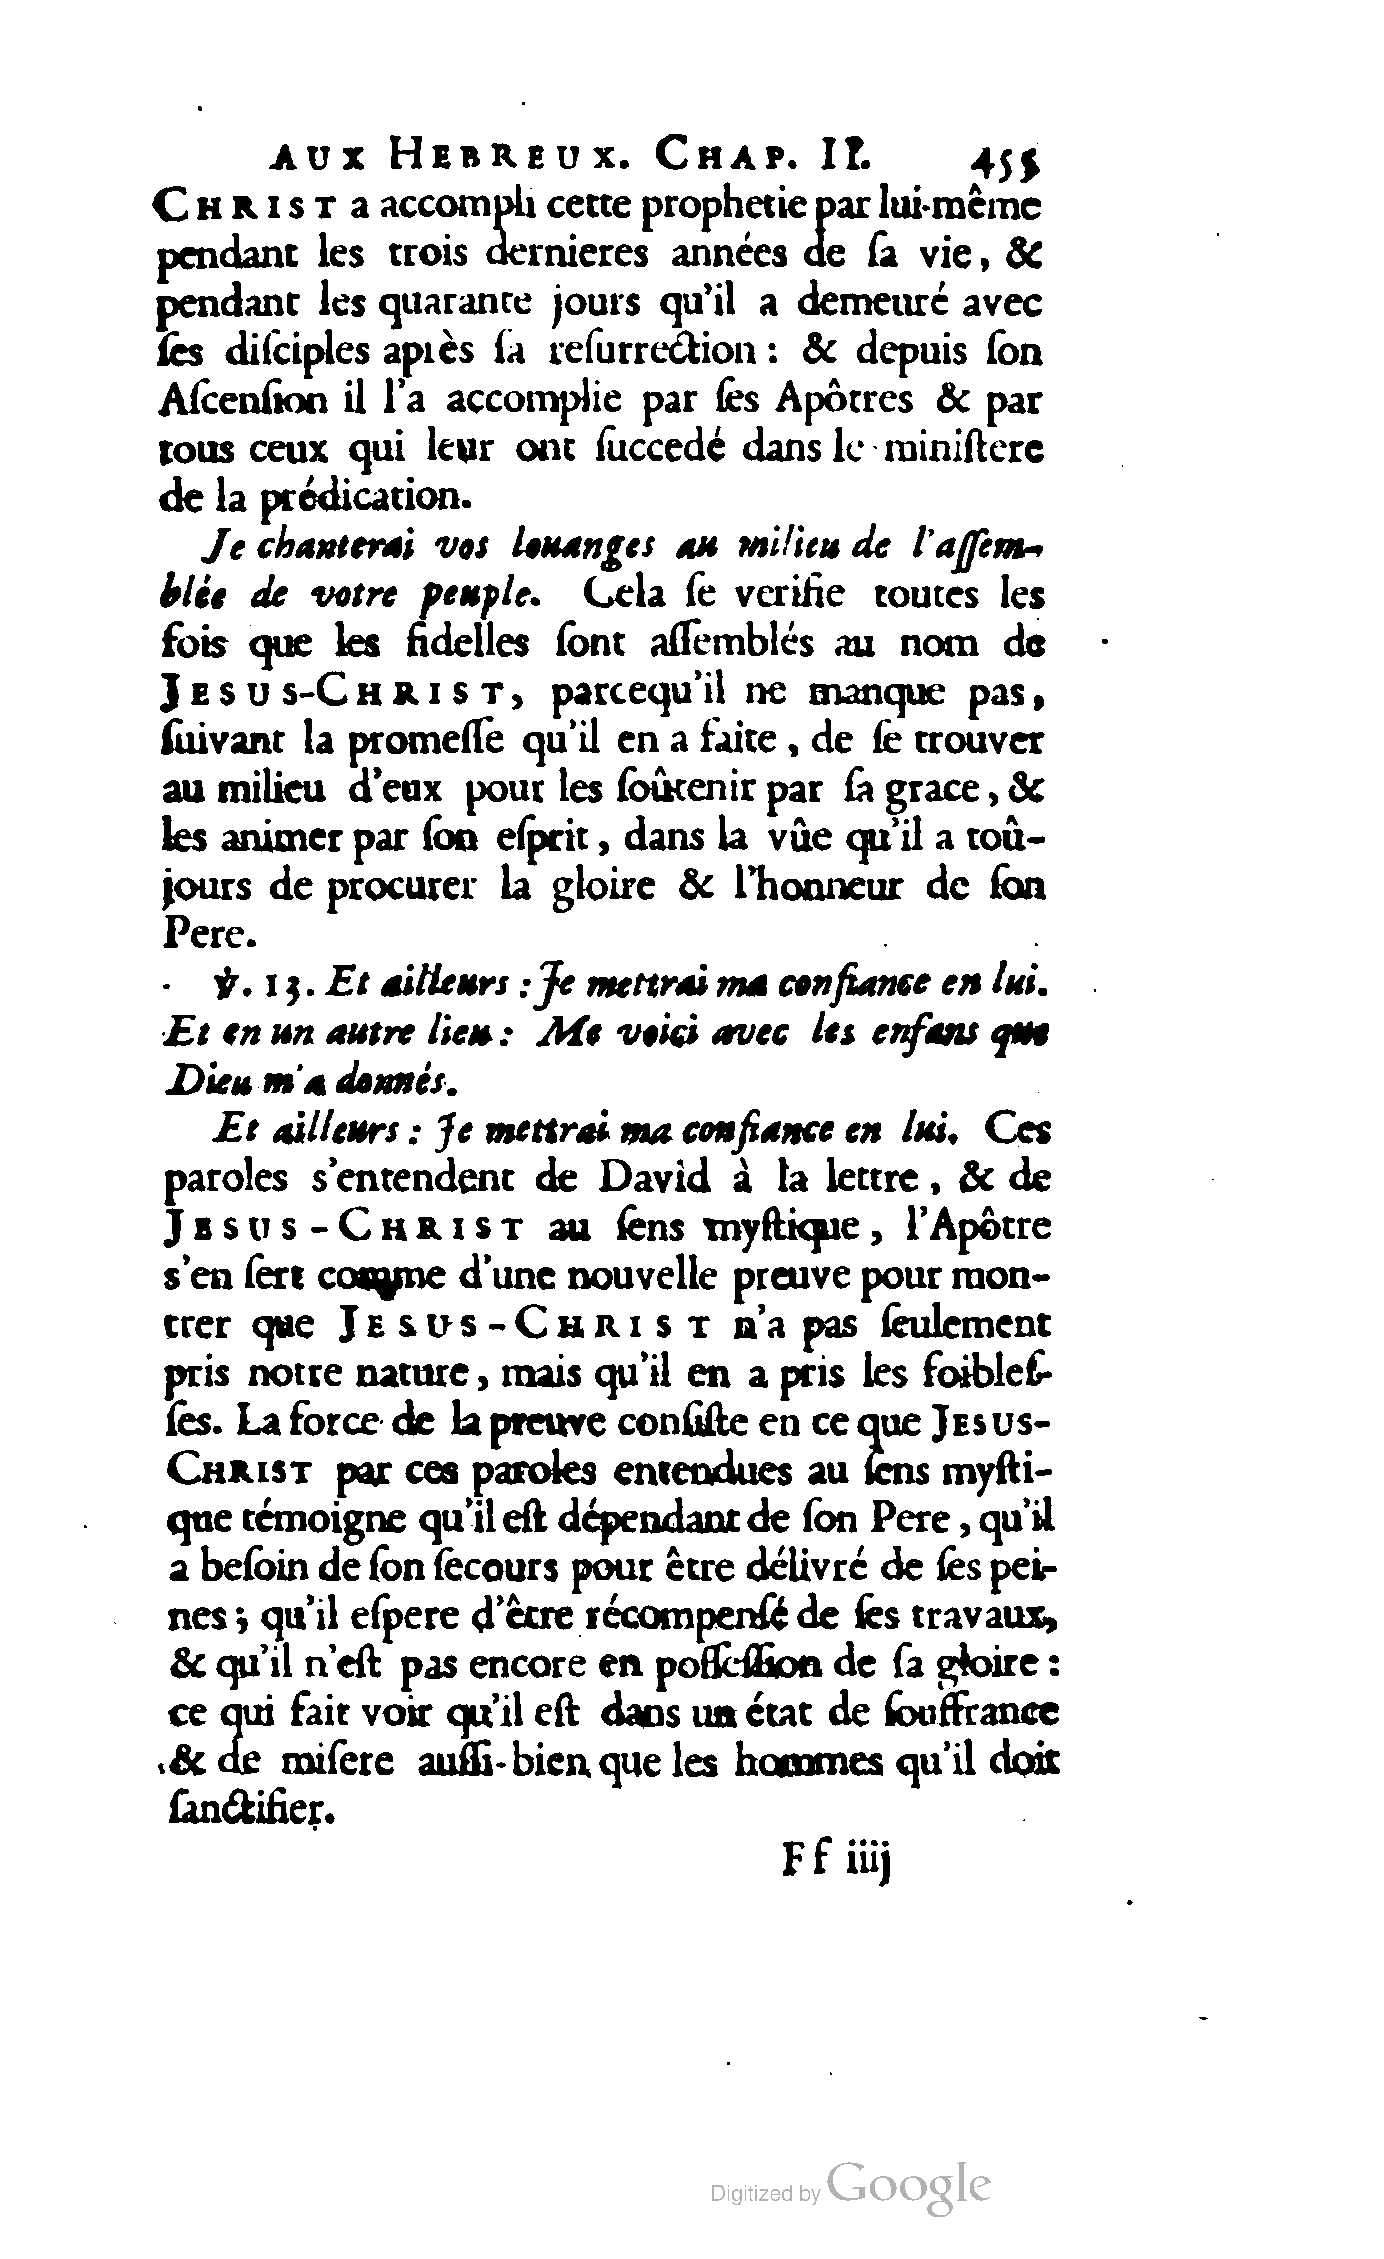 AUX HEBREUX. CHAP. II. 455
CHRIST a accompli cette prophetie par lui-même
pendant les trois dernieres années de ſa vie, &
pendant les quarante jours qu'il a demeuré avec
ſes diſciples après ſa reſurrection : & depuis ſon
Aſcenſion il l'a accomplie par ſes Apôtres & par
tous ceux qui leur ont ſuccedé dans le miniſtere
de la prédication.
Je chanterai vos louanges au milieu de l'aſſem-
blée de votre peuple. Cela ſe verifie toutes les
fois que les fidelles ſont aſſemblés au nom de
JESUS-CHRIST, parcequ'il ne manque pas,
ſuivant la promeſſe qu'il en a faite, de ſe trouver
au milieu d'eux pour les ſoûtenir par ſa grace, &
les animer par ſon eſprit, dans la vûe qu'il a toû-
jours de procurer la gloire & l'honneur de ſon
Pere.
℣. 13. Et ailleurs : Je mettrai ma confiance en lui.
Et en un autre lieu : Me voici avec les enfans que
Dieu m'a donnés.
Et ailleurs : Je mettrai ma confiance en lui. Ces
paroles s'entendent de David à la lettre, & de
JESUS-CHRIST au ſens myſtique, l'Apôtre
s'en ſert comme d'une nouvelle preuve pour mon-
trer que JESUS-CHRIST n'a pas ſeulement
pris notre nature, mais qu'il en a pris les foibleſ-
ſes. La force de la preuve conſiſte en ce que JESUS-
CHRIST par ces paroles entendues au ſens myſti-
que témoigne qu'il eſt dépendant de ſon Pere, qu'il
a beſoin de ſon ſecours pour être délivré de ſes pei-
nes ; qu'il eſpere d'être récompenſé de ſes travaux,
& qu'il n'eſt pas encore en poſſeſſion de ſa gloire :
ce qui fait voir qu'il eſt dans un état de ſouffrance
& de miſere auſſi-bien que les hommes qu'il doit
ſanctifier.
Ff iiij
Digitized by Google